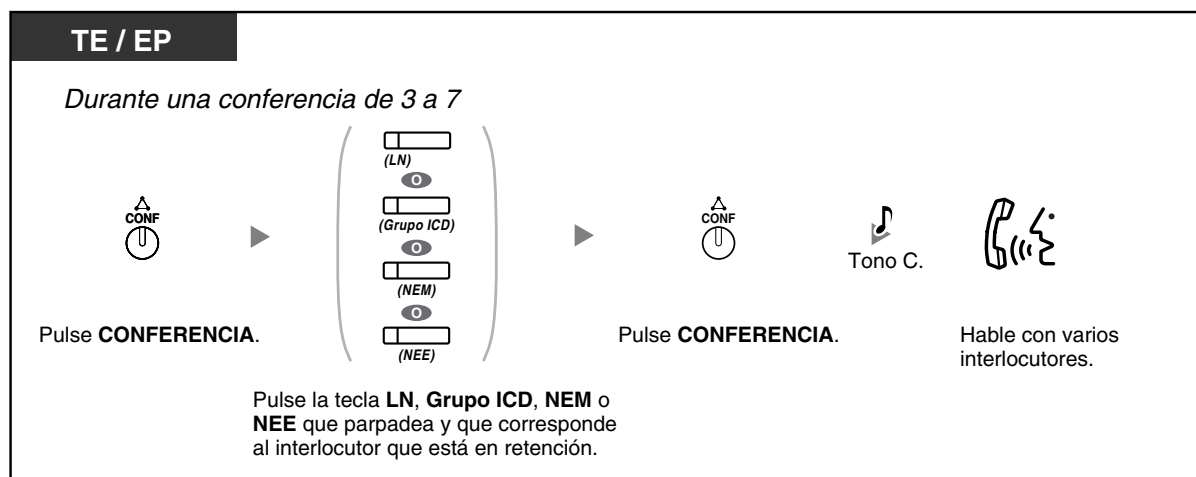 TE / EP
Durante una conferencia de 3 a 7
(LN)
O
CONF
(Grupo ICD)
O
(NEM)
O
(NEE)
CONF
Tono C.
Pulse CONFERENCIA.
Pulse la tecla LN, Grupo ICD, NEM o
NEE que parpadea y que corresponde
al interlocutor que está en retención.
Pulse CONFERENCIA.
Hable con varios
interlocutores.